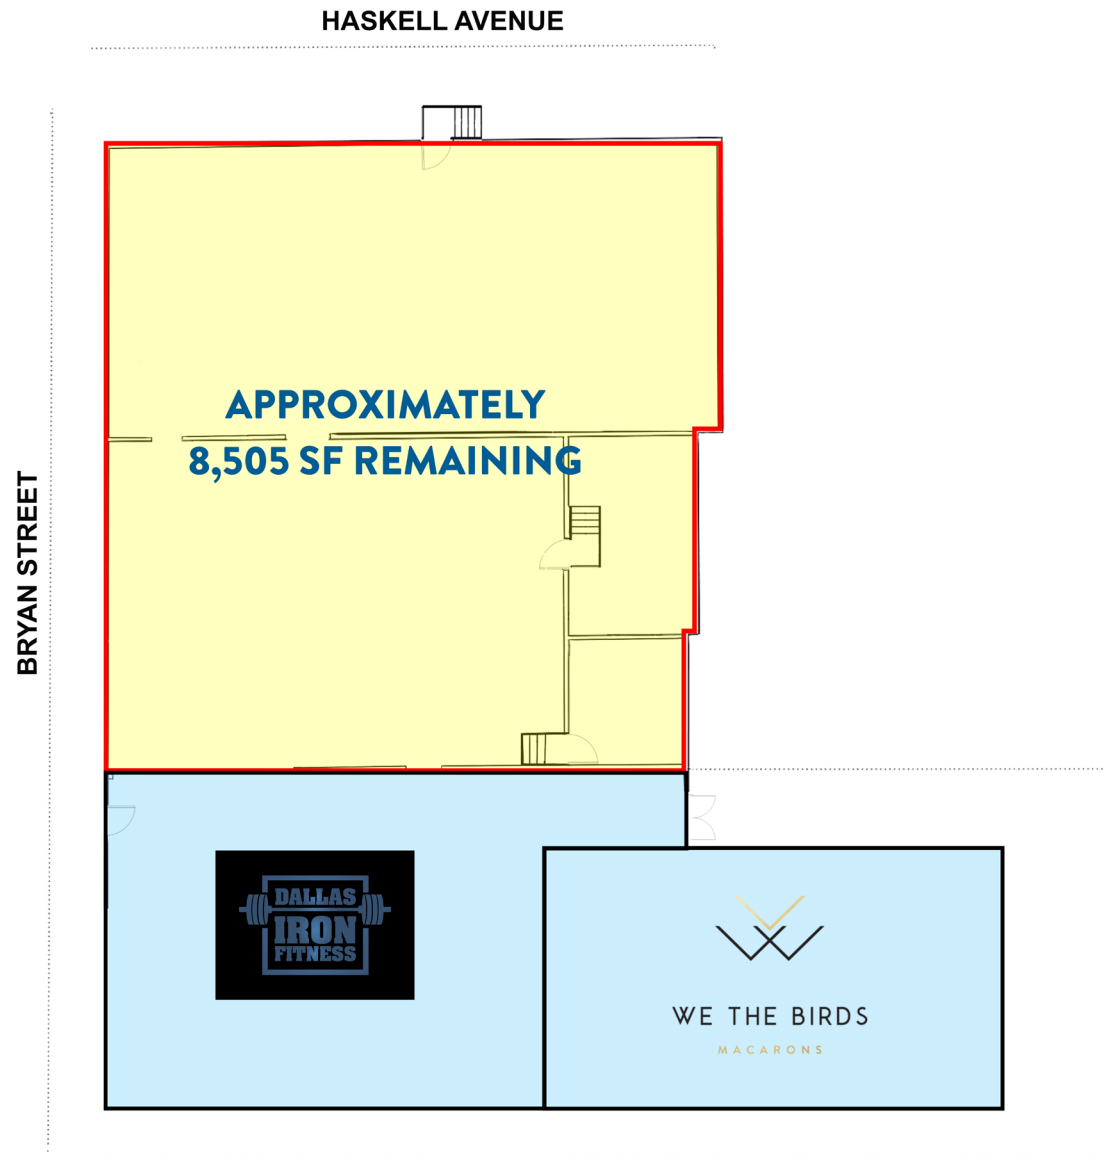 HASKELL AVENUE
APPROXIMATELY
8,505 SF REMAINING
BRYAN STREET
DALLAS
IRON
FITNESS
WE THE BIRDS
MACARONS